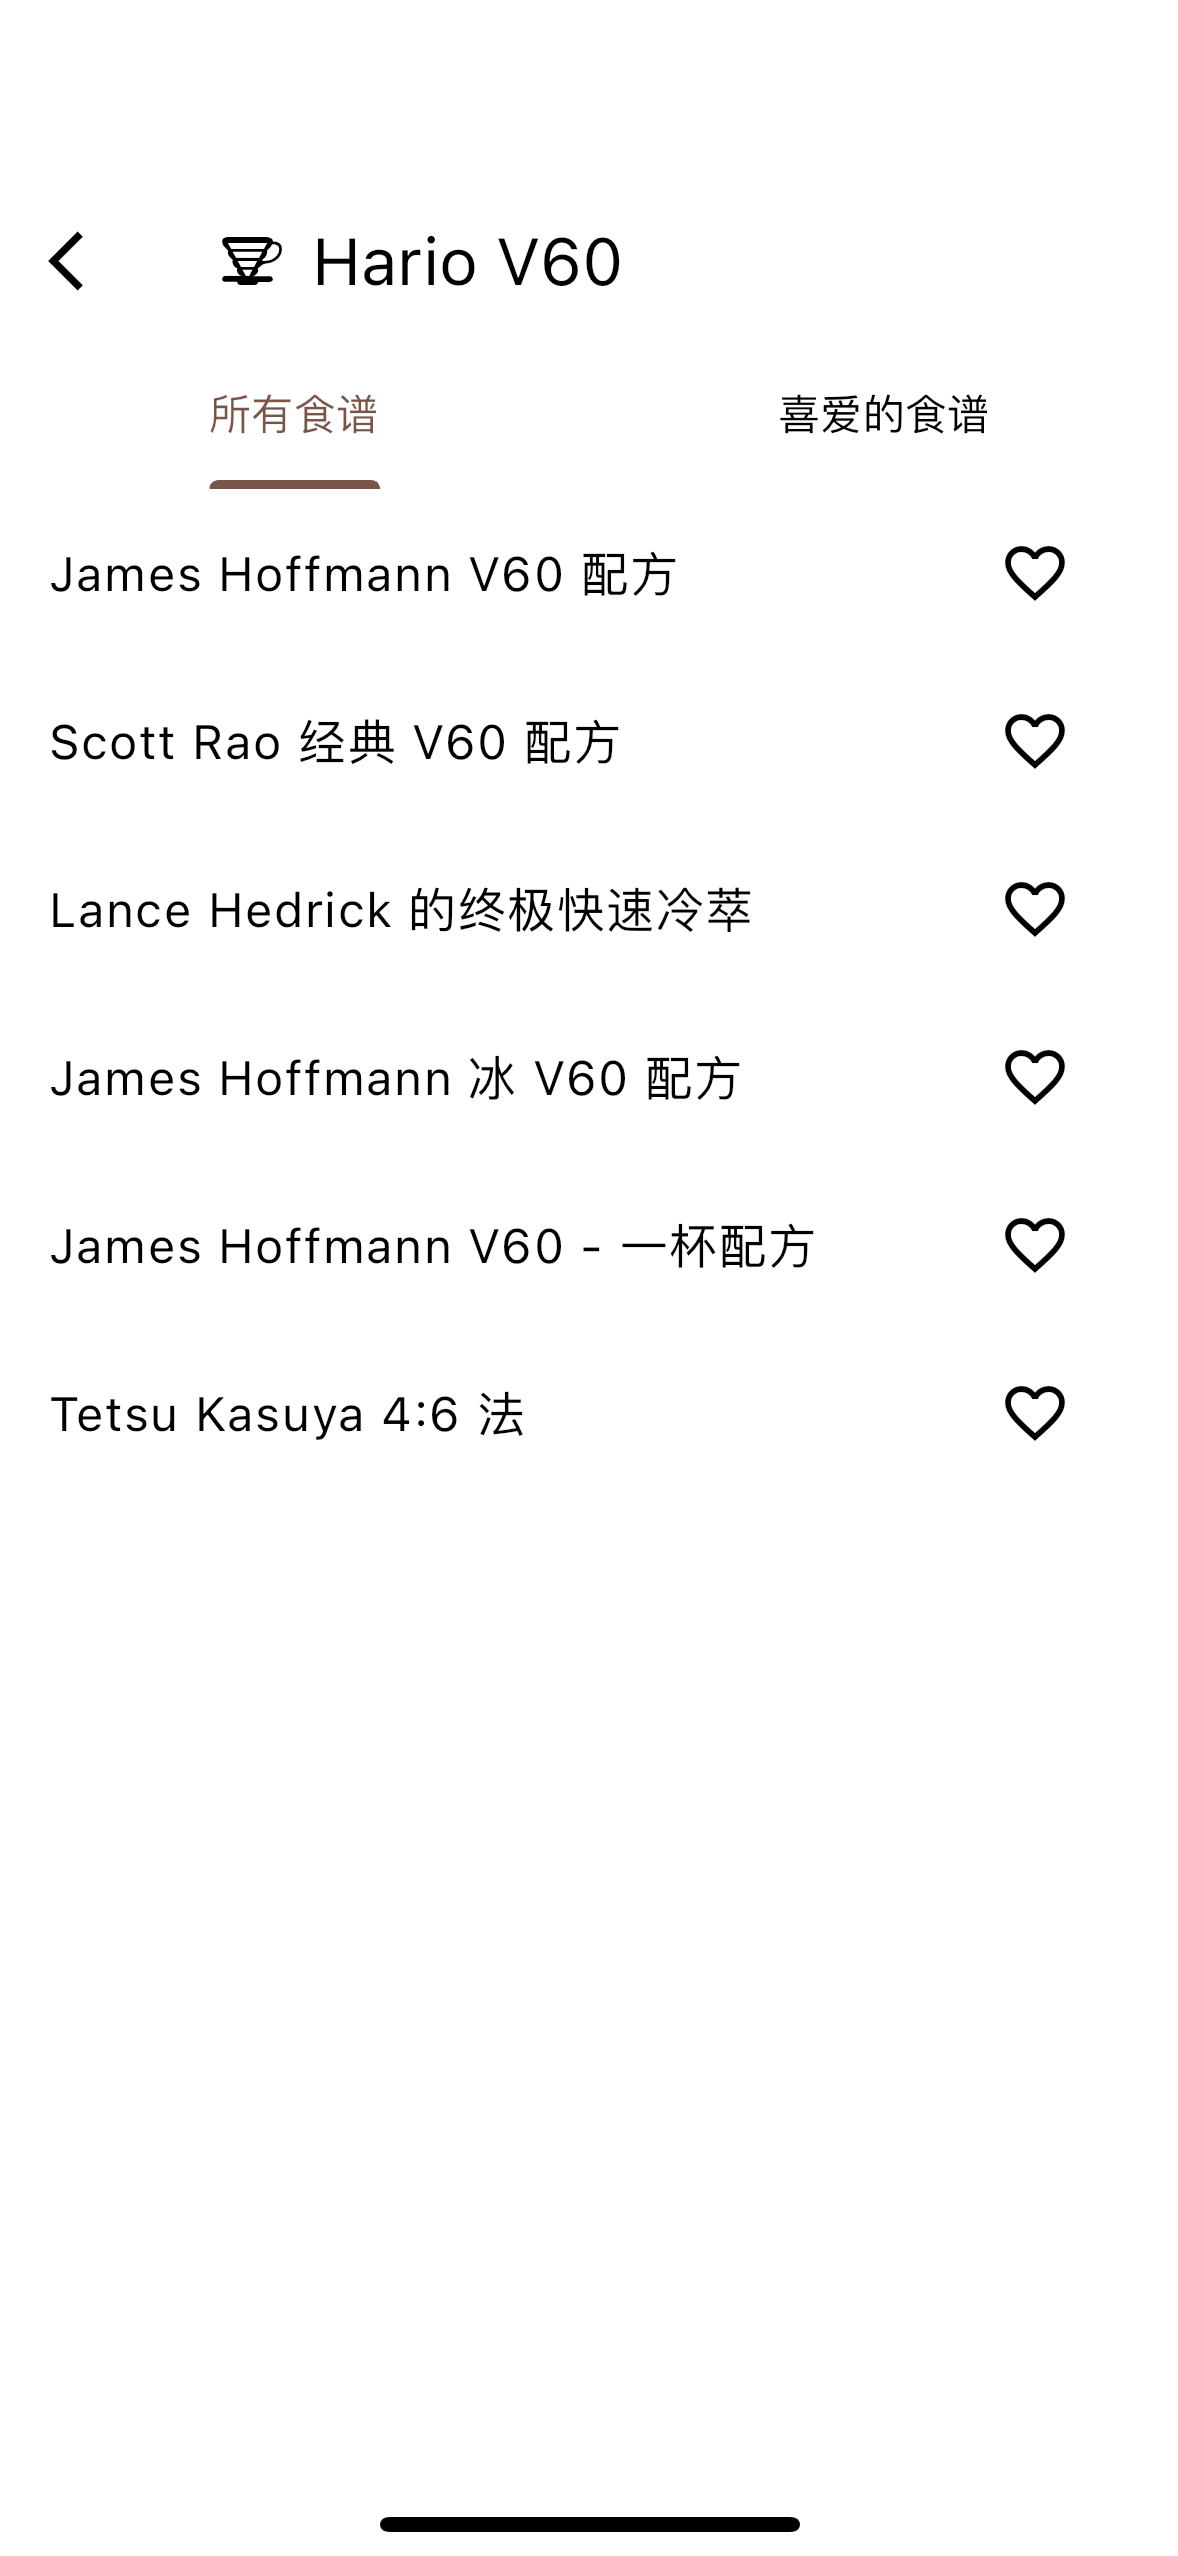 Hario V60
所有食谱 喜爱的食谱
James Hoffmann V60 配方
Scott Rao 经典 V60 配方
Lance Hedrick 的终极快速冷萃
James Hoffmann 冰 V60 配方
James Hoffmann V60 - 一杯配方
Tetsu Kasuya 4:6 法